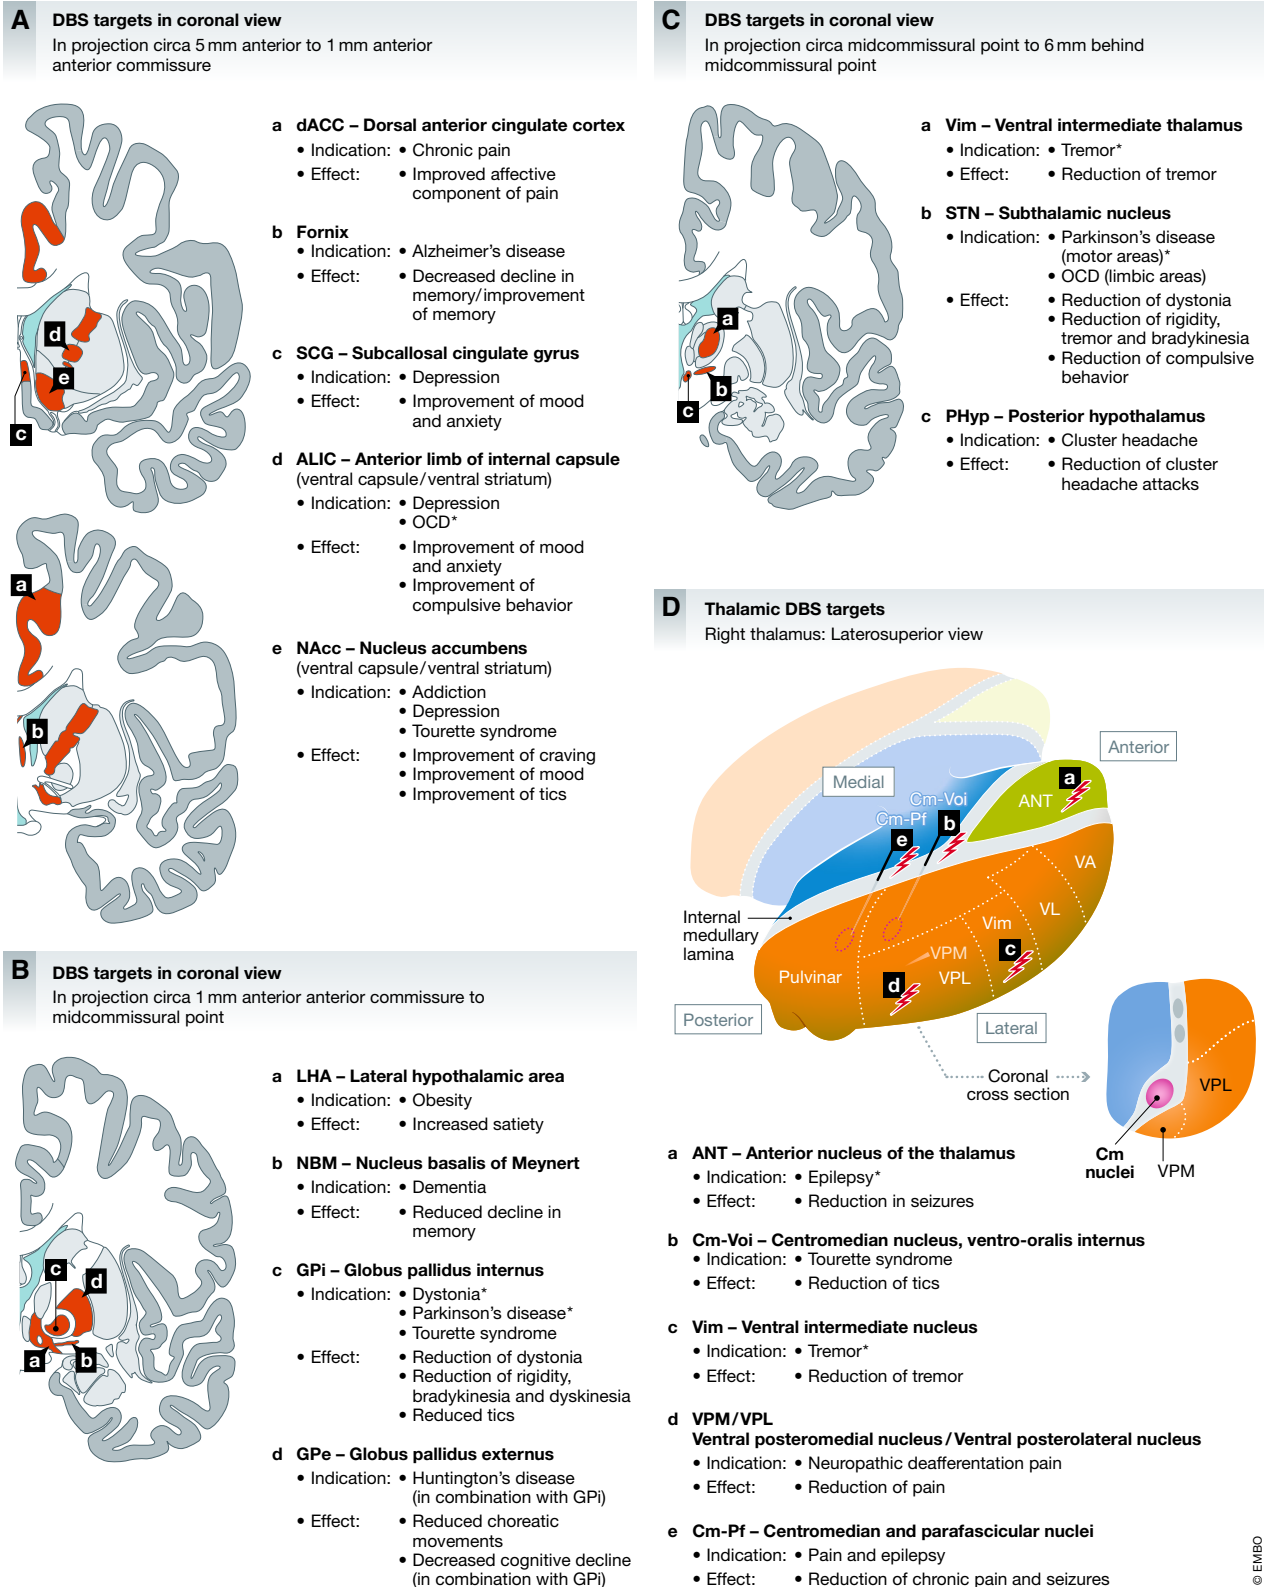 A
DBS targets in coronal view
In projection circa 5 mm anterior to 1 mm anterior
anterior commissure
d
e
c
a
b
a dACC – Dorsal anterior cingulate cortex
• Indication: • Chronic pain
• Effect: • Improved affective
component of pain
b Fornix
• Indication: • Alzheimer's disease
• Effect: • Decreased decline in
memory/improvement
of memory
c SCG – Subcallosal cingulate gyrus
• Indication: • Depression
• Effect: • Improvement of mood
and anxiety
d ALIC – Anterior limb of internal capsule
(ventral capsule/ventral striatum)
• Indication: • Depression
• OCD*
• Effect: • Improvement of mood
and anxiety
• Improvement of
compulsive behavior
e NAcc – Nucleus accumbens
(ventral capsule/ventral striatum)
• Indication: • Addiction
• Depression
• Tourette syndrome
• Effect: • Improvement of craving
• Improvement of mood
• Improvement of tics
B
DBS targets in coronal view
In projection circa 1 mm anterior anterior commissure to
midcommissural point
c
d
a
b
a LHA – Lateral hypothalamic area
• Indication: • Obesity
• Effect: • Increased satiety
b NBM – Nucleus basalis of Meynert
• Indication: • Dementia
• Effect: • Reduced decline in
memory
c GPi – Globus pallidus internus
• Indication: • Dystonia*
• Parkinson's disease*
• Tourette syndrome
• Effect: • Reduction of dystonia
• Reduction of rigidity,
bradykinesia and dyskinesia
• Reduced tics
d GPe – Globus pallidus externus
• Indication: • Huntington's disease
(in combination with GPi)
• Effect: • Reduced choreatic
movements
• Decreased cognitive decline
(in combination with GPi)
C
DBS targets in coronal view
In projection circa midcommissural point to 6 mm behind
midcommissural point
a
b
c
a Vim – Ventral intermediate thalamus
• Indication: • Tremor*
• Effect: • Reduction of tremor
b STN – Subthalamic nucleus
• Indication: • Parkinson's disease
(motor areas)*
• OCD (limbic areas)
• Effect: • Reduction of dystonia
• Reduction of rigidity,
tremor and bradykinesia
• Reduction of compulsive
behavior
c PHyp – Posterior hypothalamus
• Indication: • Cluster headache
• Effect: • Reduction of cluster
headache attacks
D
Thalamic DBS targets
Right thalamus: Laterosuperior view
Anterior
Medial
a
ANT
Cm-Voi
Cm-Pf
b
e
VA
VL
Vim
Internal
medullary
lamina
c
VPM
VPL
Pulvinar
d
Posterior
Lateral
Coronal
cross section
VPL
Cm
nuclei
VPM
a ANT – Anterior nucleus of the thalamus
• Indication: • Epilepsy*
• Effect: • Reduction in seizures
b Cm-Voi – Centromedian nucleus, ventro-oralis internus
• Indication: • Tourette syndrome
• Effect: • Reduction of tics
c Vim – Ventral intermediate nucleus
• Indication: • Tremor*
• Effect: • Reduction of tremor
d VPM/VPL
Ventral posteromedial nucleus/Ventral posterolateral nucleus
• Indication: • Neuropathic deafferentation pain
• Effect: • Reduction of pain
e Cm-Pf – Centromedian and parafascicular nuclei
• Indication: • Pain and epilepsy
• Effect: • Reduction of chronic pain and seizures
© EMBO